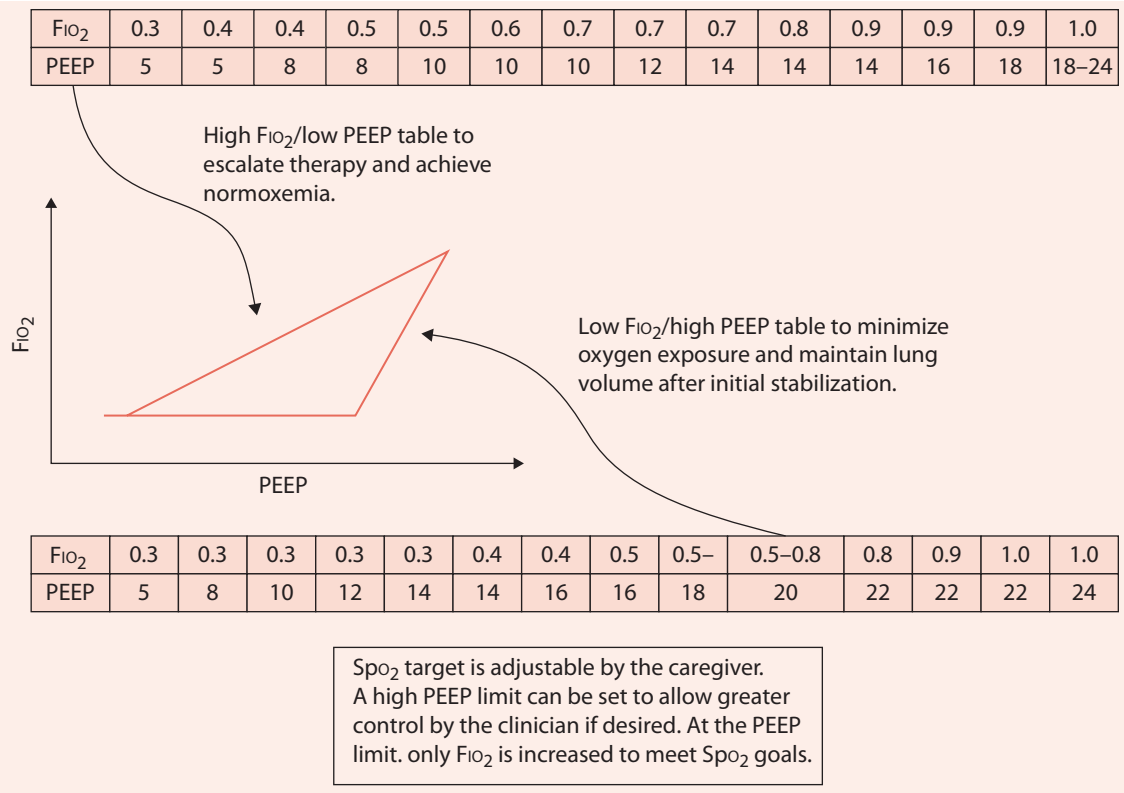 FIO2 0.3 0.4 0.4 0.5 0.5 0.6 0.7 0.7 0.7 0.8 0.9 0.9 0.9 1.0
PEEP 5 5 8 8 10 10 10 12 14 14 14 16 18 18–24
High FIO2/low PEEP table to
escalate therapy and achieve
normoxemia.
FIO2
Low FIO2/high PEEP table to minimize
oxygen exposure and maintain lung
volume after initial stabilization.
PEEP
FIO2 0.3 0.3 0.3 0.3 0.3 0.4 0.4 0.5 0.5– 0.5–0.8 0.8 0.9 1.0 1.0
PEEP 5 8 10 12 14 14 16 16 18 20 22 22 22 24
SpO2 target is adjustable by the caregiver.
A high PEEP limit can be set to allow greater
control by the clinician if desired. At the PEEP
limit. only FIO2 is increased to meet SpO2 goals.